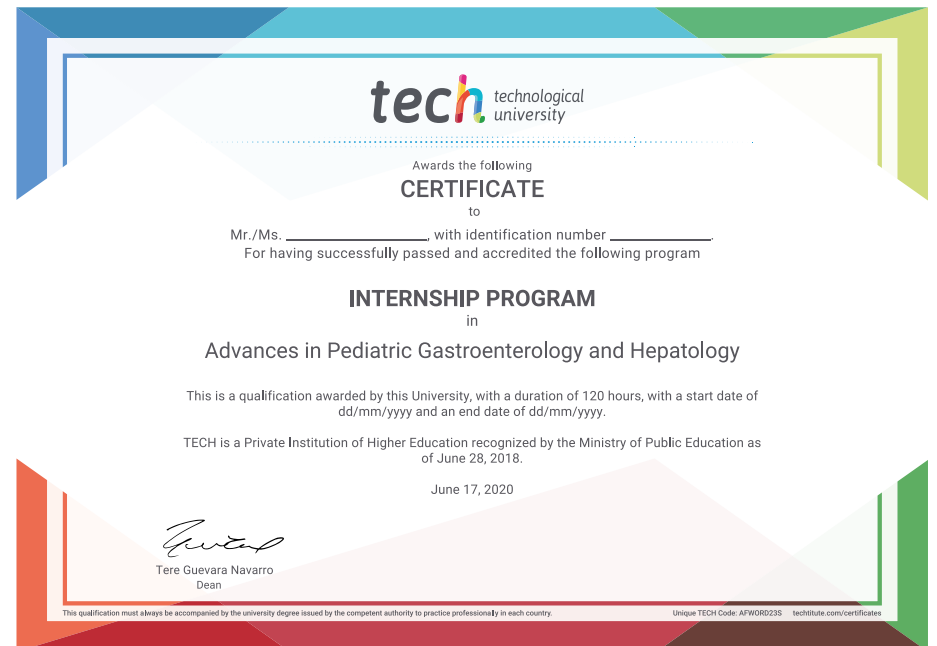 tech technological
university
Awards the following
CERTIFICATE
to
Mr./Ms. ____________________, with identification number ______________.
For having successfully passed and accredited the following program
INTERNSHIP PROGRAM
in
Advances in Pediatric Gastroenterology and Hepatology
This is a qualification awarded by this University, with a duration of 120 hours, with a start date of
dd/mm/yyyy and an end date of dd/mm/yyyy.
TECH is a Private Institution of Higher Education recognized by the Ministry of Public Education as
of June 28, 2018.
June 17, 2020
Tere Guevara Navarro
Dean
This qualification must always be accompanied by the university degree issued by the competent authority to practice professionally in each country. Unique TECH Code: AFWORD23S techtitute.com/certificates